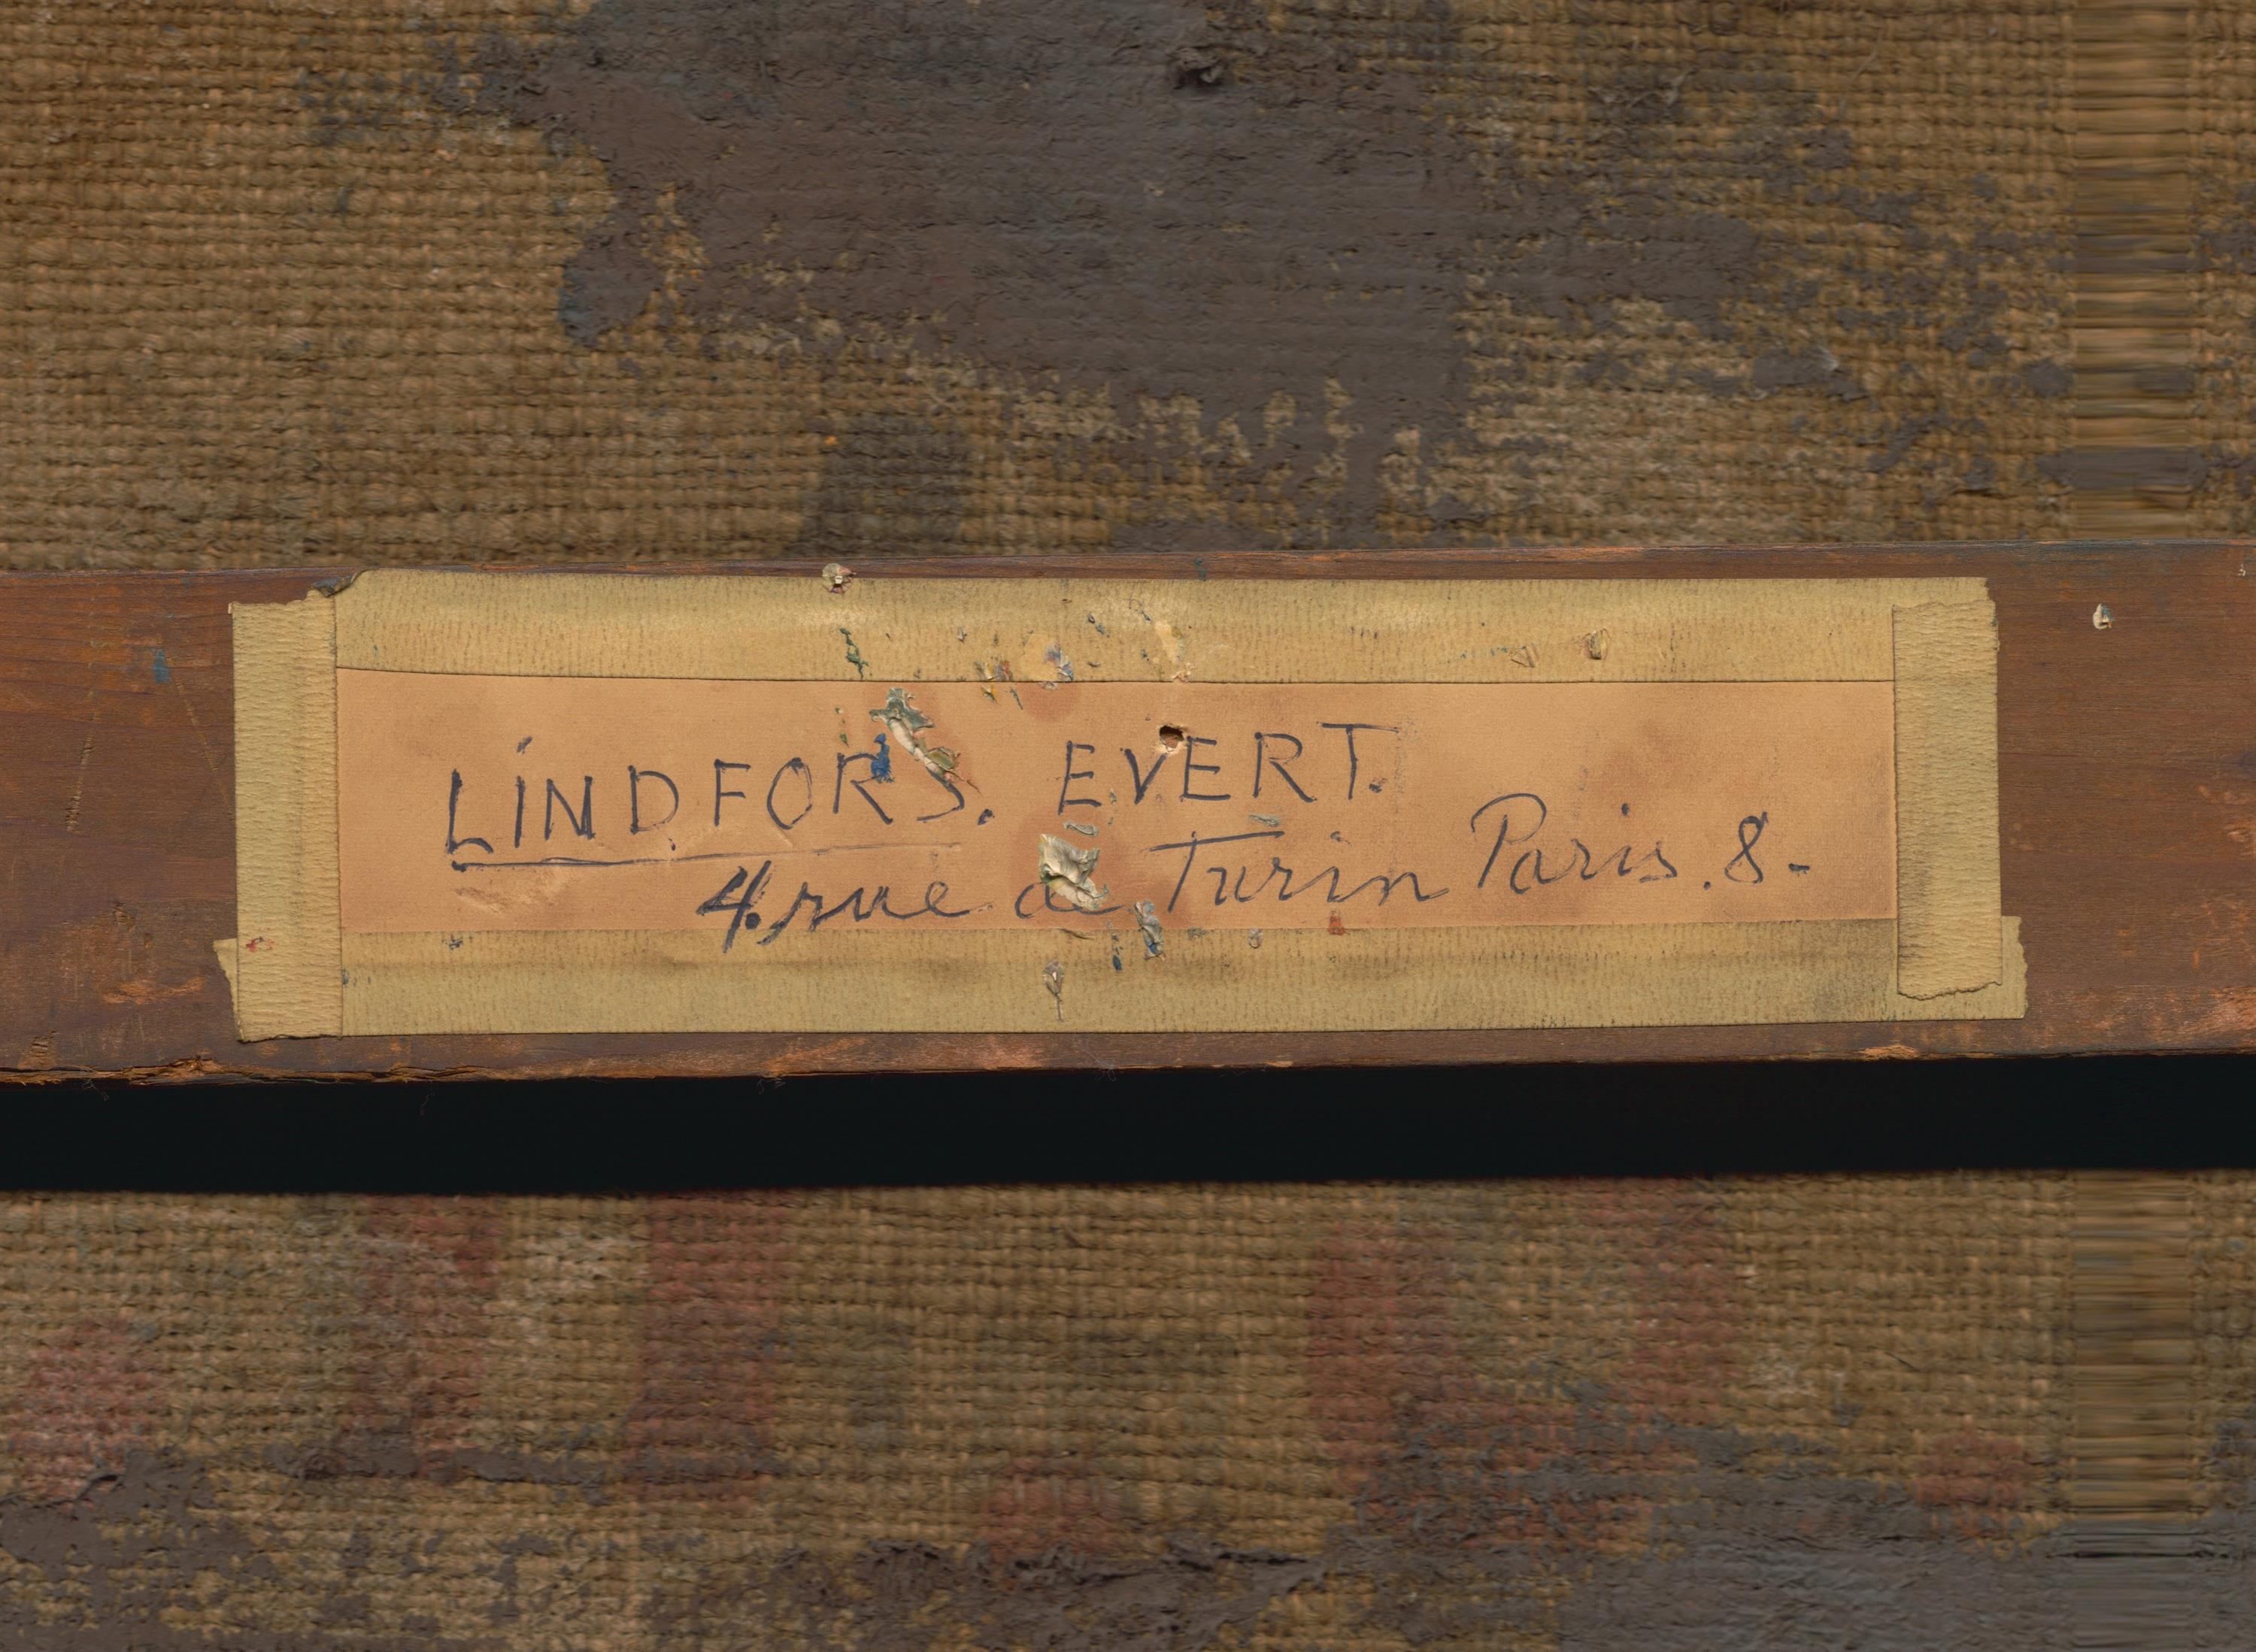 LiNDFORS. EVERT.
4. rue de Turin Paris. 8-